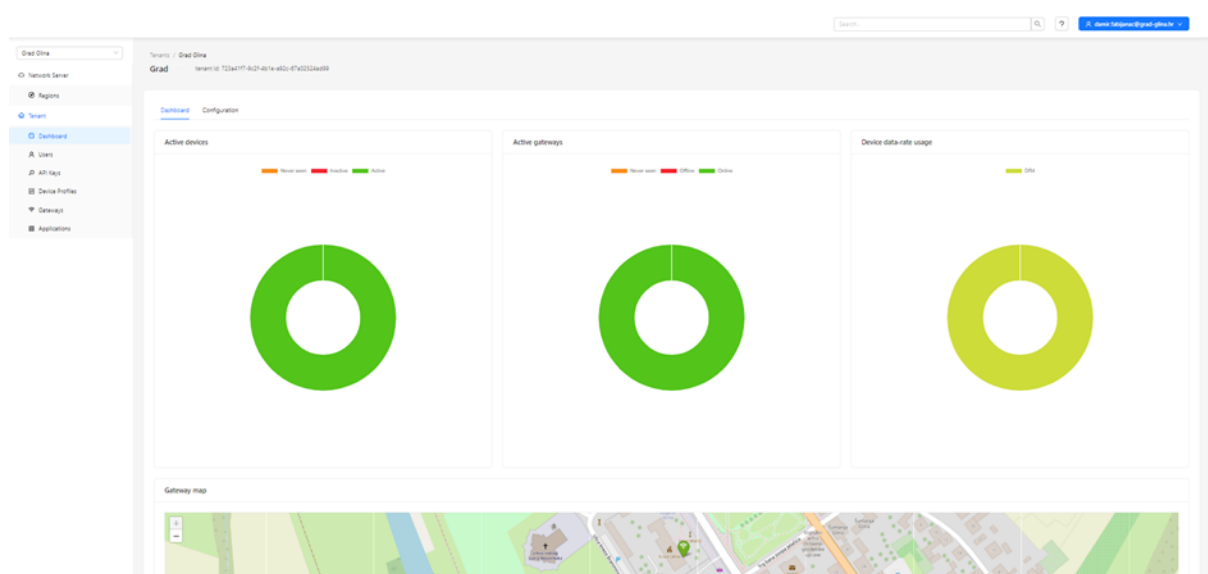 Search...
?
damir.fabijanac@grad-glina.hr
Grad Glina
Network Server
Regions
Tenant
Dashboard
Users
API Keys
Device Profiles
Gateways
Applications
Tenants / Grad Glina
Grad
tenant id:
Dashboard Configuration
Active devices
Never seen Inactive Active
Active gateways
Never seen Offline Online
Device data-rate usage
DR4
Gateway map
+
−